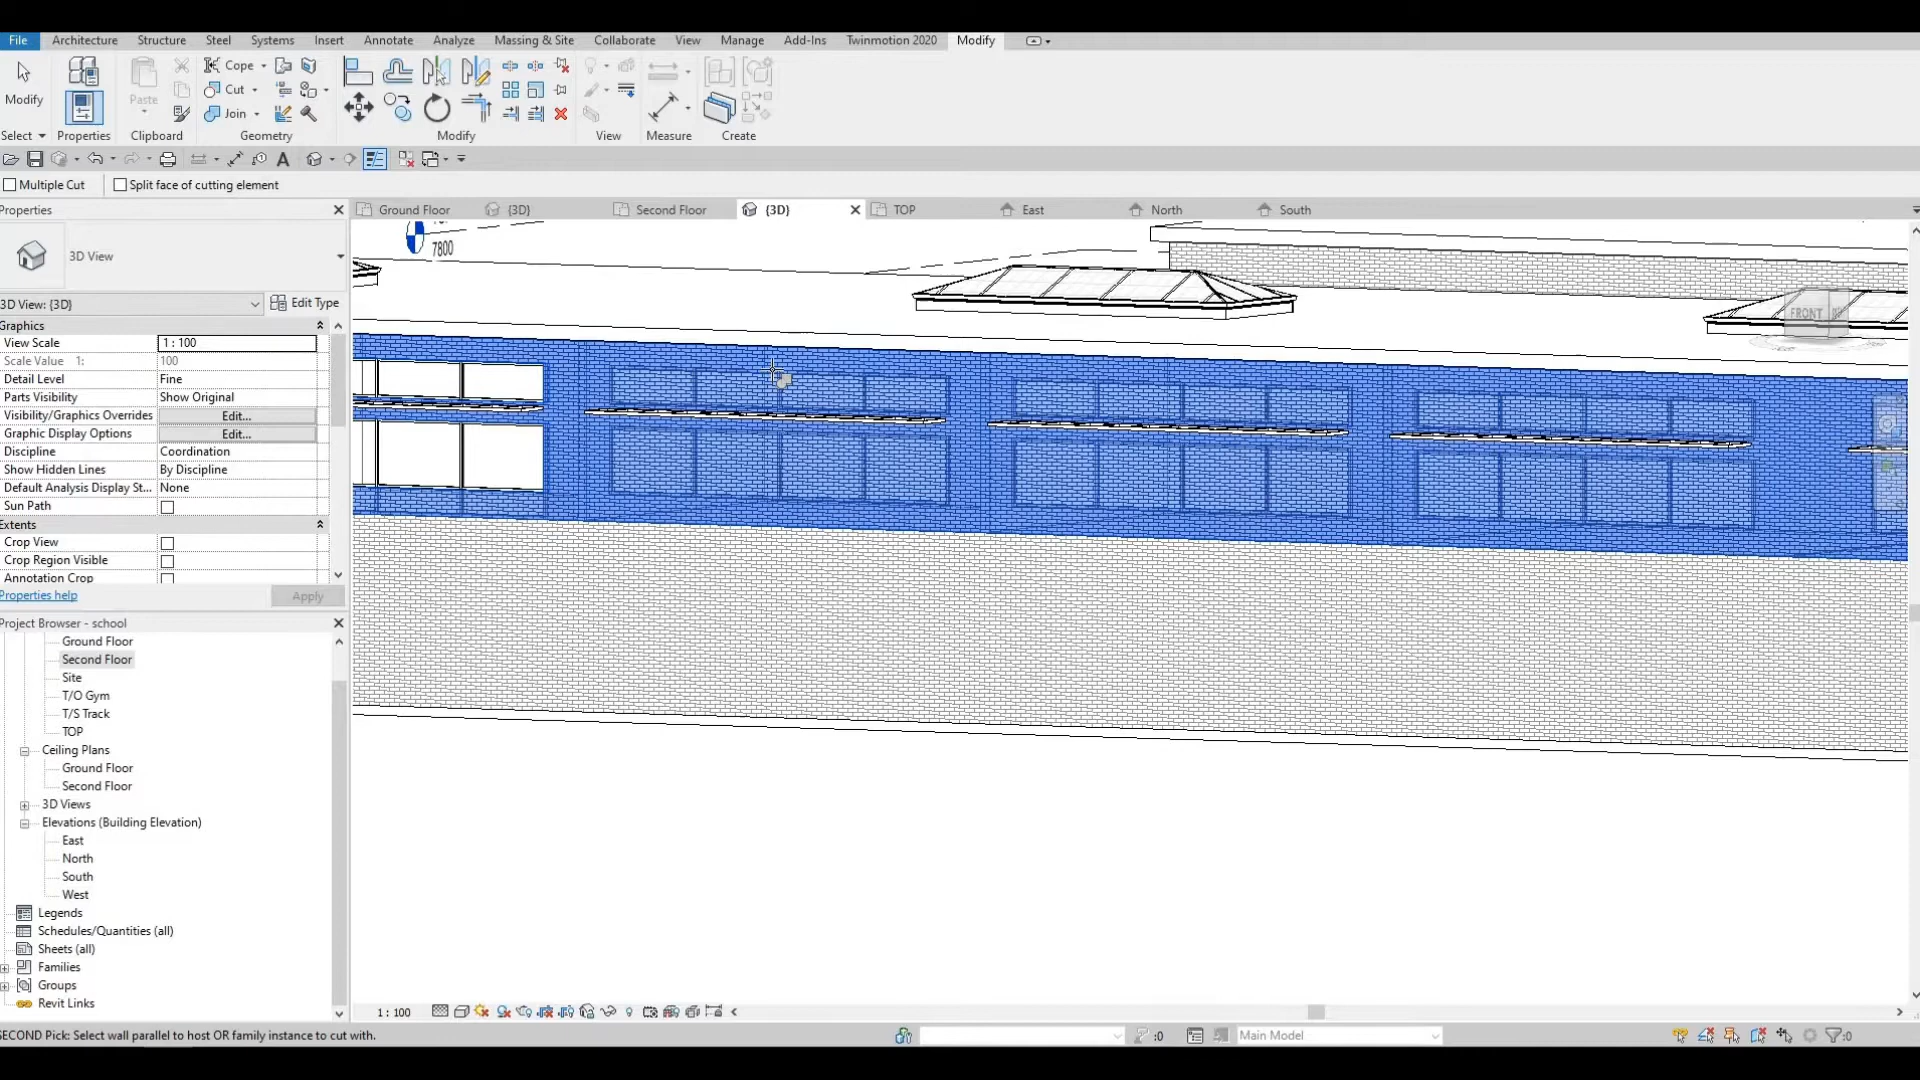 File Architecture Structure Steel Systems Insert Annotate Analyze Massing & Site Collaborate View Manage Add-Ins Twinmotion 2020 Modify
Modify
Paste
Cope
Cut
Join
Select Properties Clipboard Geometry Modify View Measure Create
Multiple Cut Split face of cutting element
Properties
Ground Floor {3D} Second Floor {3D} TOP East North South
3D View
7800
3D View: {3D} Edit Type
FRONT
Graphics
View Scale 1 : 100
Scale Value 1: 100
Detail Level Fine
Parts Visibility Show Original
Visibility/Graphics Overrides Edit...
Graphic Display Options Edit...
Discipline Coordination
Show Hidden Lines By Discipline
Default Analysis Display St... None
Sun Path
Extents
Crop View
Crop Region Visible
Annotation Crop
Properties help Apply
Project Browser - school
Ground Floor
Second Floor
Site
T/O Gym
T/S Track
TOP
Ceiling Plans
Ground Floor
Second Floor
3D Views
Elevations (Building Elevation)
East
North
South
West
Legends
Schedules/Quantities (all)
Sheets (all)
Families
Groups
Revit Links
1 : 100
SECOND Pick: Select wall parallel to host OR family instance to cut with.
:0
Main Model
:0